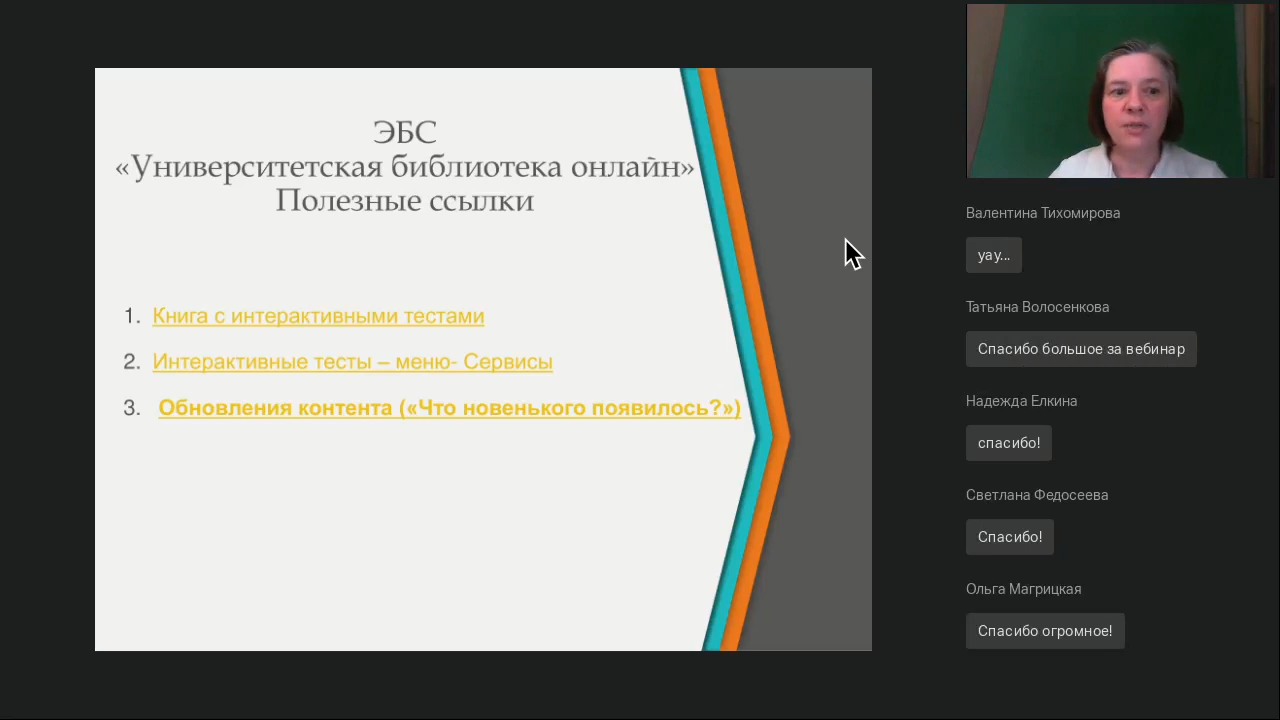 ЭБС
«Университетская библиотека онлайн»
Полезные ссылки
1. Книга с интерактивными тестами
2. Интерактивные тесты – меню- Сервисы
3. Обновления контента («Что новенького появилось?»)
Валентина Тихомирова
уау...
Татьяна Волосенкова
Спасибо большое за вебинар
Надежда Елкина
спасибо!
Светлана Федосеева
Спасибо!
Ольга Магрицкая
Спасибо огромное!